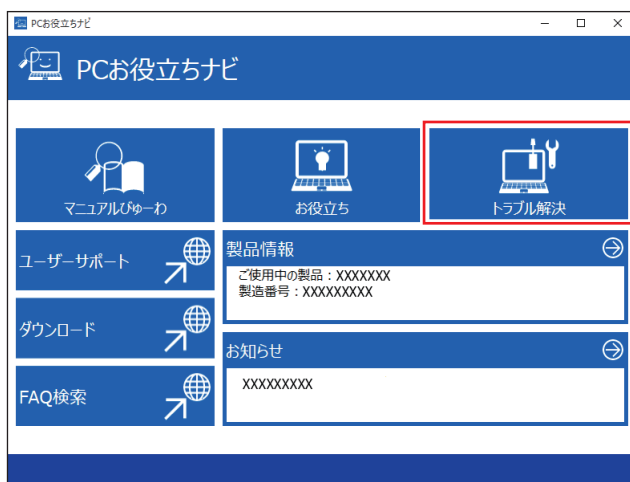 PCお役立ちナビ
PCお役立ちナビ
マニュアルびゅーわ
お役立ち
トラブル解決
ユーザーサポート
ダウンロード
FAQ検索
製品情報
ご使用中の製品：XXXXXXX
製造番号：XXXXXXXXX
お知らせ
XXXXXXXXX